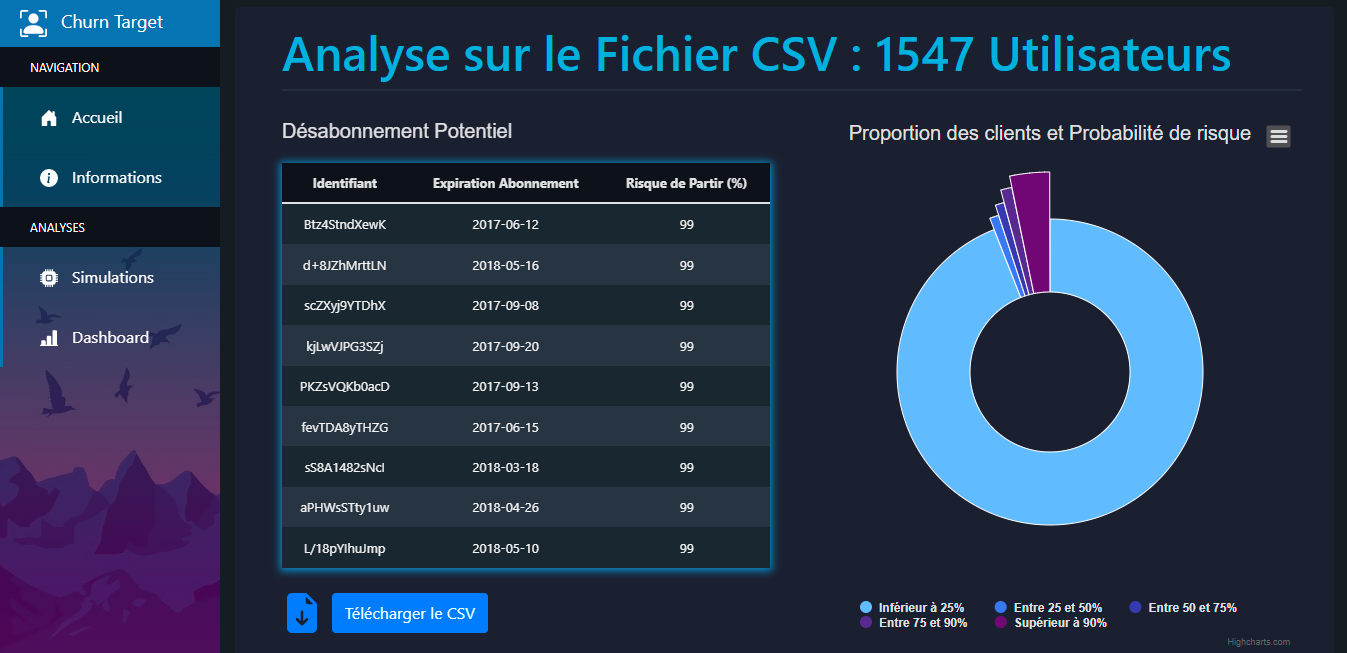 Churn Target
NAVIGATION
Accueil
Informations
ANALYSES
Simulations
Dashboard
Analyse sur le Fichier CSV : 1547 Utilisateurs
Désabonnement Potentiel
Identifiant Expiration Abonnement Risque de Partir (%)
Btz4StndXewK 2017-06-12 99
d+8JZhMrttLN 2018-05-16 99
scZXyj9YTDhX 2017-09-08 99
kjLwVJPG3SZj 2017-09-20 99
PKZsVQKb0acD 2017-09-13 99
fevTDA8yTHZG 2017-06-15 99
sS8A1482sNcI 2018-03-18 99
aPHWsSTty1uw 2018-04-26 99
L/18pYIhuJmp 2018-05-10 99
Télécharger le CSV
Proportion des clients et Probabilité de risque
Inférieur à 25% Entre 25 et 50% Entre 50 et 75%
Entre 75 et 90% Supérieur à 90%
Highcharts.com